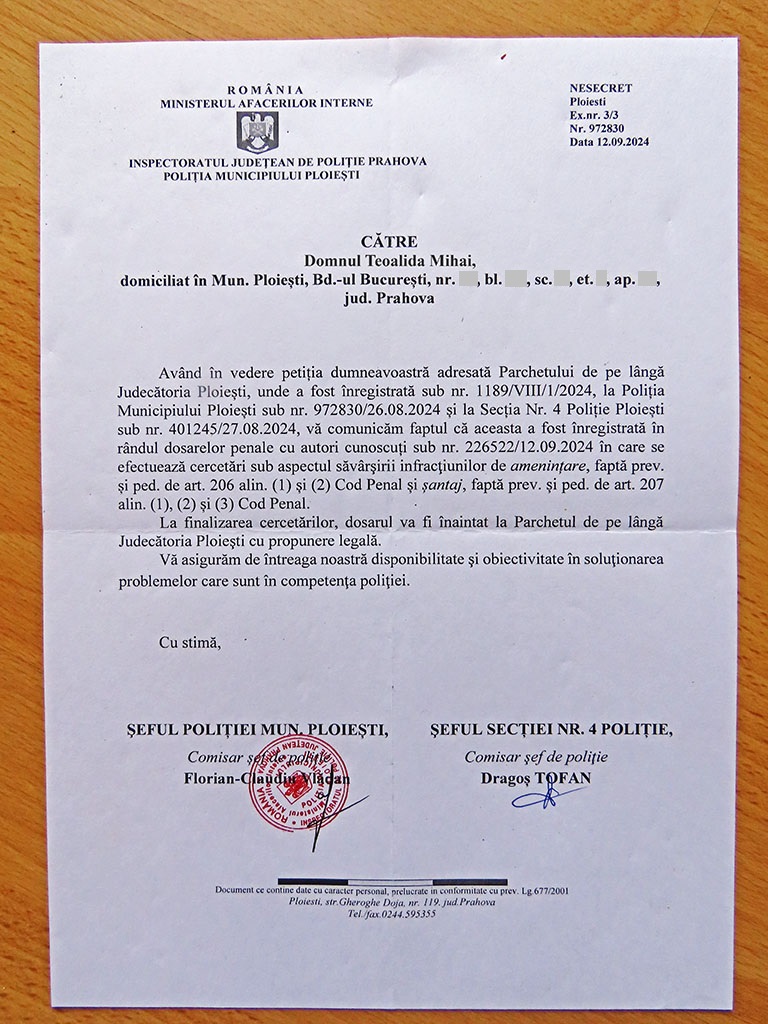 ROMÂNIA
MINISTERUL AFACERILOR INTERNE
INSPECTORATUL JUDEȚEAN DE POLIȚIE PRAHOVA
POLIȚIA MUNICIPIULUI PLOIEȘTI
NESECRET
Ploiesti
Ex.nr. 3/3
Nr. 972830
Data 12.09.2024
CĂTRE
Domnul Teoalida Mihai,
domiciliat în Mun. Ploiești, Bd.-ul București, nr. , bl. , sc. , et. , ap. ,
jud. Prahova
Având în vedere petiția dumneavoastră adresată Parchetului de pe lângă
Judecătoria Ploiești, unde a fost înregistrată sub nr. 1189/VIII/1/2024, la Poliția
Municipiului Ploiești sub nr. 972830/26.08.2024 și la Secția Nr. 4 Poliție Ploiești
sub nr. 401245/27.08.2024, vă comunicăm faptul că aceasta a fost înregistrată în
rândul dosarelor penale cu autori cunoscuți sub nr. 226522/12.09.2024 în care se
efectuează cercetări sub aspectul săvârșirii infracțiunilor de amenințare, faptă prev.
și ped. de art. 206 alin. (1) și (2) Cod Penal și șantaj, faptă prev. și ped. de art. 207
alin. (1), (2) și (3) Cod Penal.
La finalizarea cercetărilor, dosarul va fi înaintat la Parchetul de pe lângă
Judecătoria Ploiești cu propunere legală.
Vă asigurăm de întreaga noastră disponibilitate și obiectivitate în soluționarea
problemelor care sunt în competența poliției.
Cu stimă,
ȘEFUL POLIȚIEI MUN. PLOIEȘTI,
Comisar șef de poliție
Florian-Claudiu Vlădan
ȘEFUL SECȚIEI NR. 4 POLIȚIE,
Comisar șef de poliție
Dragoș TOFAN
ROMANIA
Ministerul Afacerilor Interne
Document ce contine date cu caracter personal, prelucrate in conformitate cu prev. Lg.677/2001
Ploiesti, str.Gheroghe Doja, nr. 119, jud.Prahova
Tel./fax.0244.595355